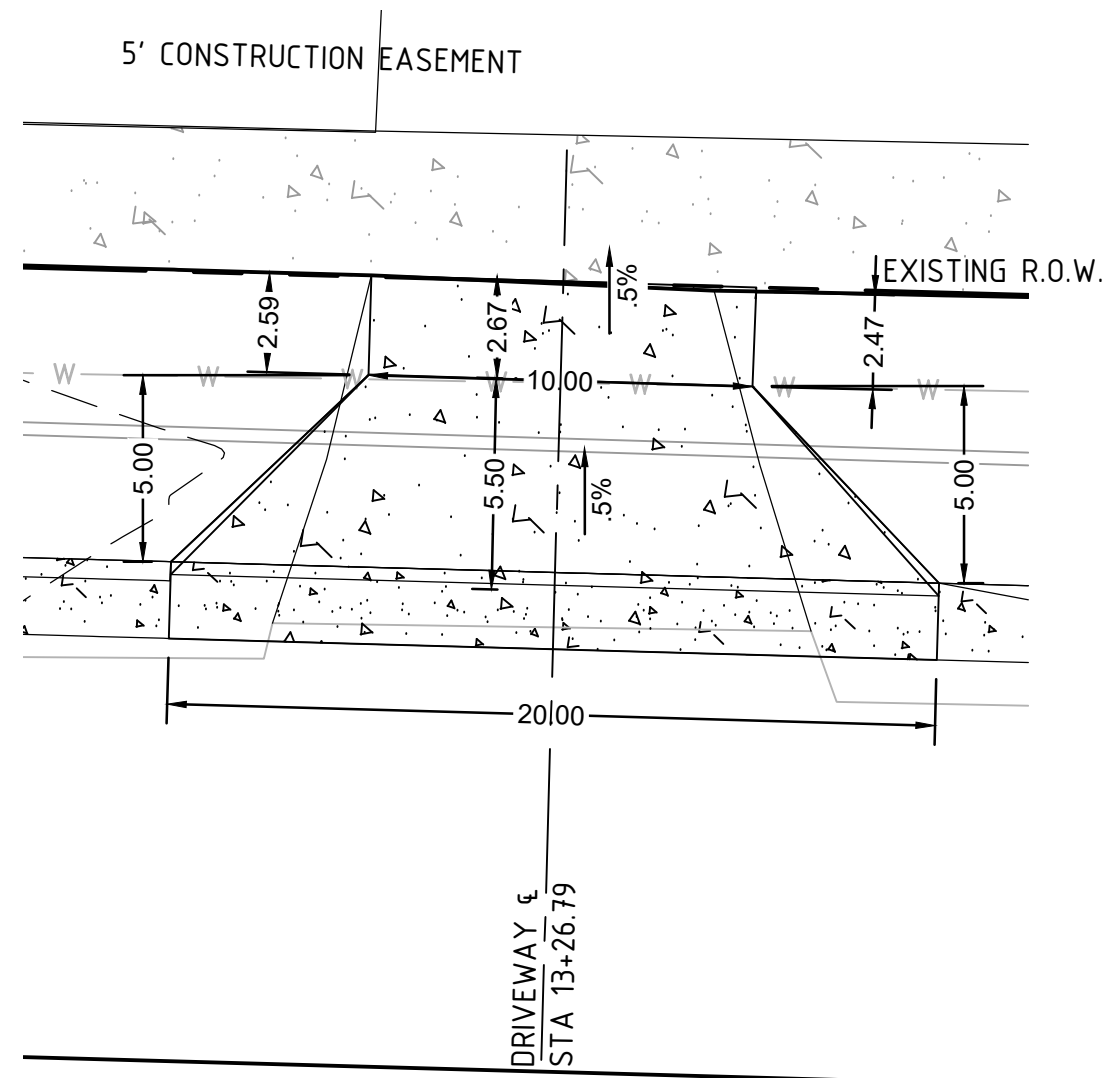 5' CONSTRUCTION EASEMENT
EXISTING R.O.W.
.5%
2.59
2.67
2.47
W W W W 10.00 W W W
5.00
5.50
.5%
5.00
20.00
DRIVEWAY ℄
STA 13+26.79